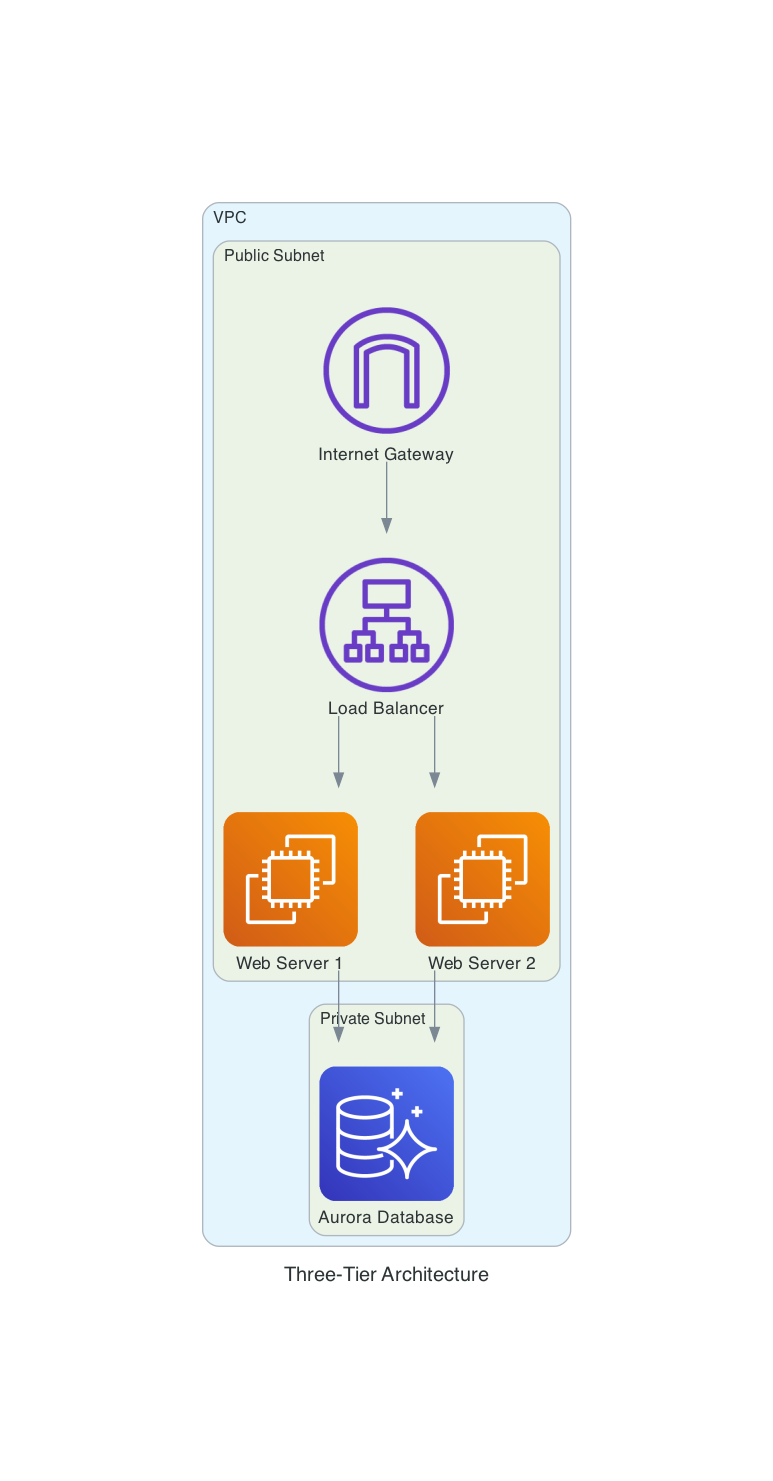 VPC
Public Subnet
Internet Gateway
Load Balancer
Web Server 1
Web Server 2
Private Subnet
Aurora Database
Three-Tier Architecture